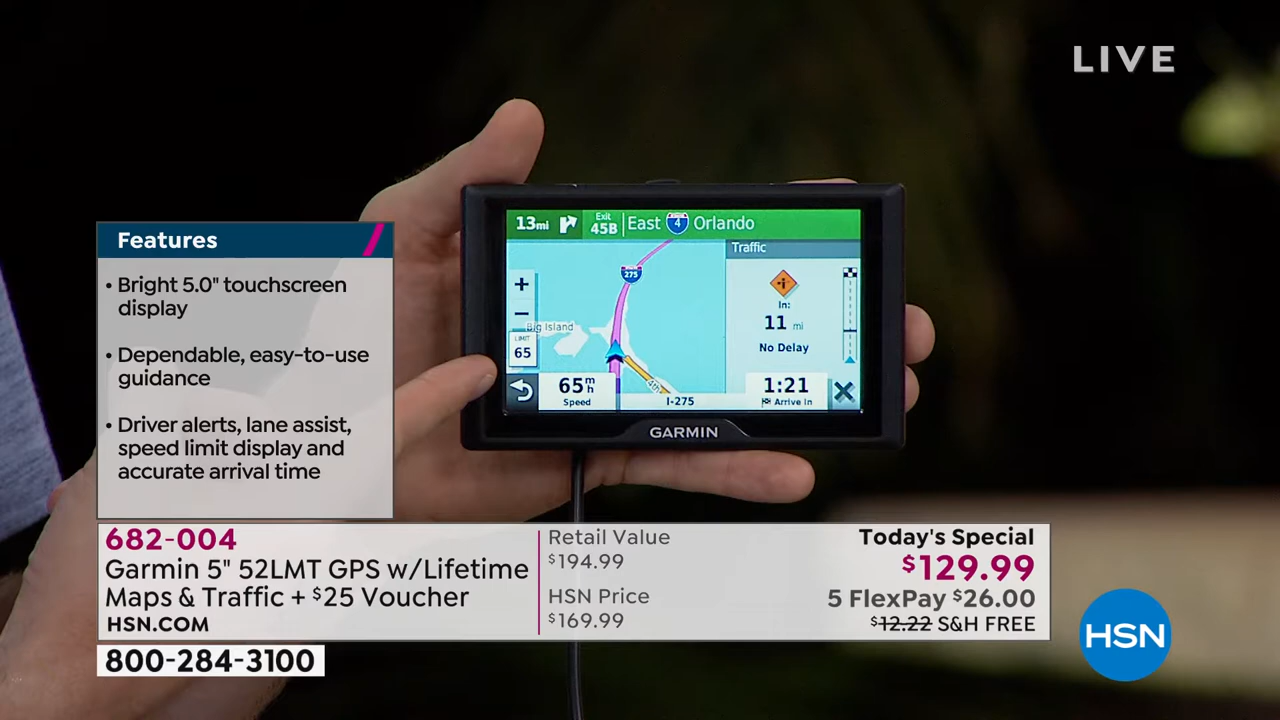 LIVE
13mi
Exit
45B
East 4 Orlando
Traffic
275
+
−
Big Island
LIMIT
65
In:
11 mi
No Delay
65 mh
Speed
4th
I-275
1:21
Arrive In
GARMIN
Features
• Bright 5.0" touchscreen
display
• Dependable, easy-to-use
guidance
• Driver alerts, lane assist,
speed limit display and
accurate arrival time
682-004
Garmin 5" 52LMT GPS w/Lifetime
Maps & Traffic + $25 Voucher
HSN.COM
Retail Value
$194.99
HSN Price
$169.99
Today's Special
$129.99
5 FlexPay $26.00
$12.22 S&H FREE
800-284-3100
HSN